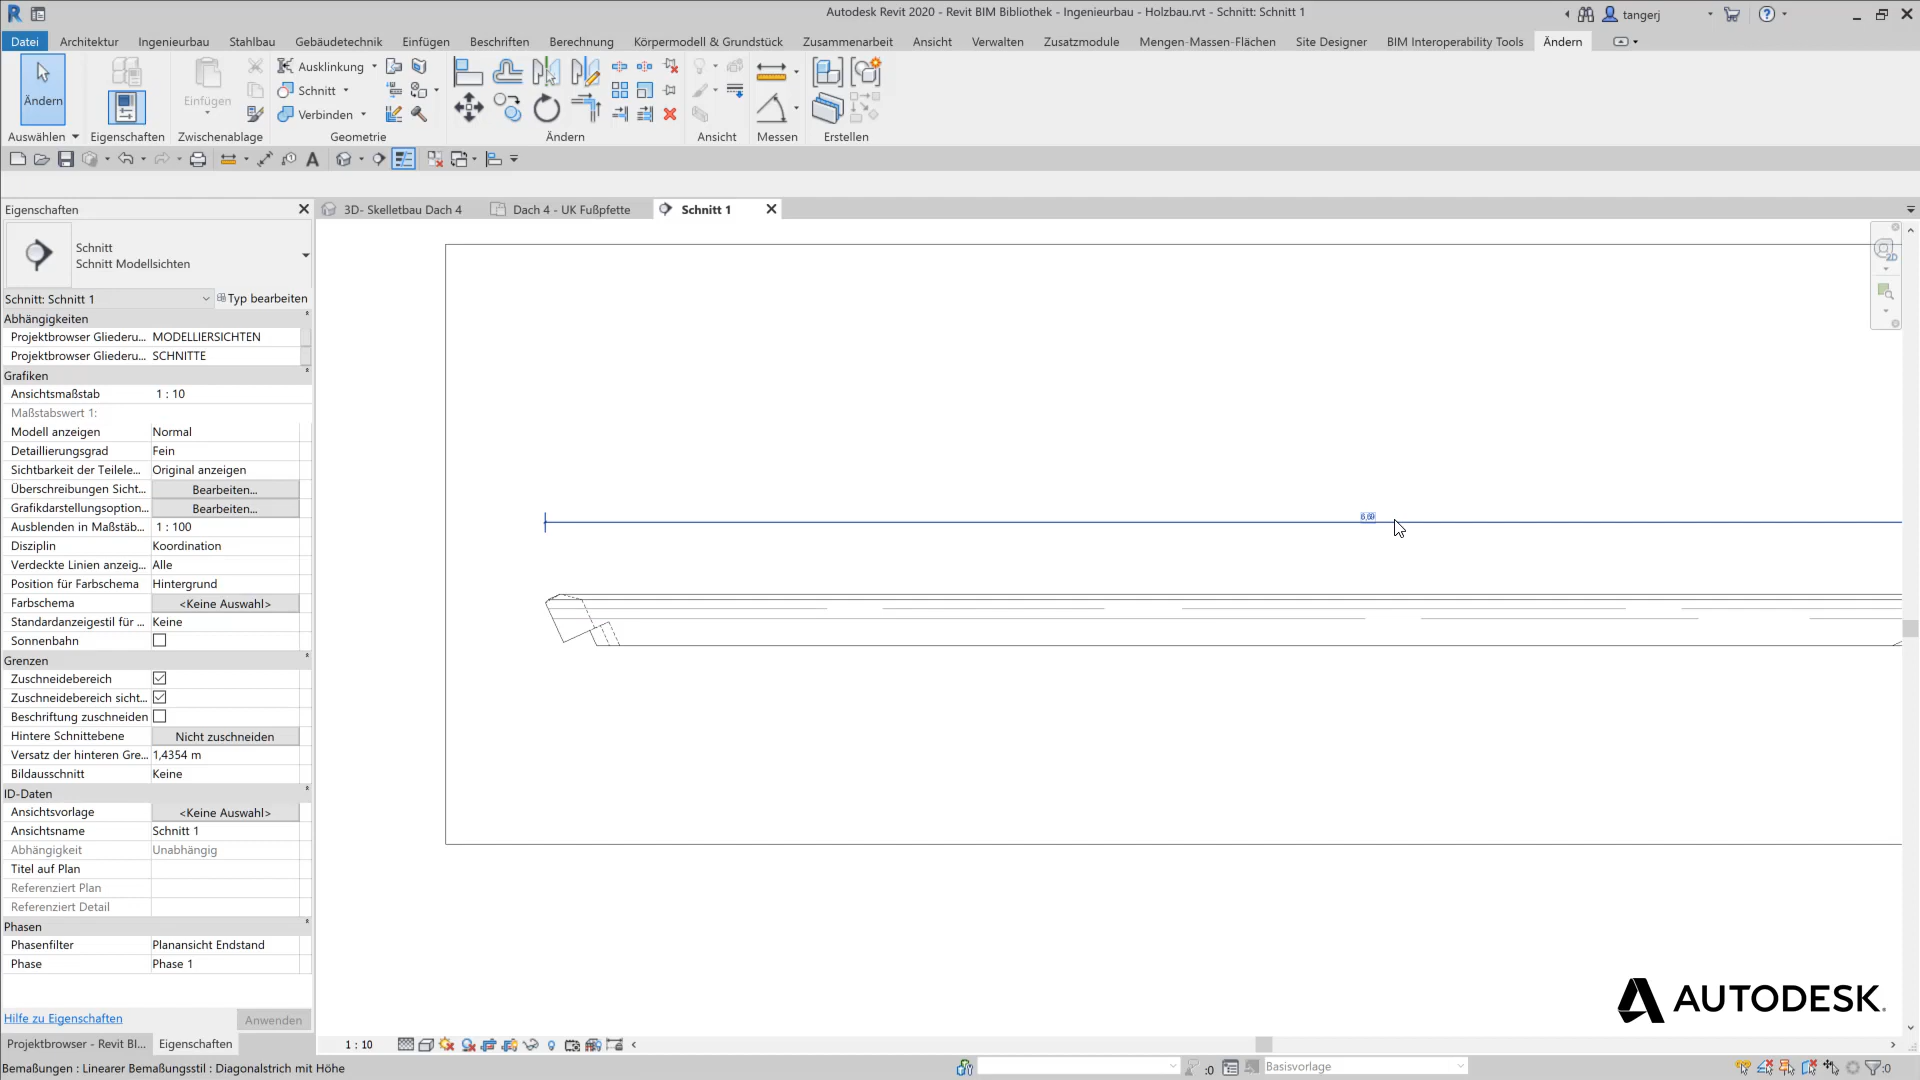 Autodesk Revit 2020 - Revit BIM Bibliothek - Ingenieurbau - Holzbau.rvt - Schnitt: Schnitt 1
tangerj
Datei Architektur Ingenieurbau Stahlbau Gebäudetechnik Einfügen Beschriften Berechnung Körpermodell & Grundstück Zusammenarbeit Ansicht Verwalten Zusatzmodule Mengen-Massen-Flächen Site Designer BIM Interoperability Tools Ändern
Ändern
Einfügen
Ausklinkung
Schnitt
Verbinden
Auswählen Eigenschaften Zwischenablage Geometrie Ändern Ansicht Messen Erstellen
Eigenschaften
3D- Skelletbau Dach 4 Dach 4 - UK Fußpfette Schnitt 1
Schnitt
Schnitt Modellsichten
Schnitt: Schnitt 1 Typ bearbeiten
Abhängigkeiten
Projektbrowser Gliederu... MODELLIERSICHTEN
Projektbrowser Gliederu... SCHNITTE
Grafiken
Ansichtsmaßstab 1 : 10
Maßstabswert 1:
Modell anzeigen Normal
Detaillierungsgrad Fein
Sichtbarkeit der Teilele... Original anzeigen
Überschreibungen Sicht... Bearbeiten...
Grafikdarstellungsoption... Bearbeiten...
Ausblenden in Maßstäb... 1 : 100
Disziplin Koordination
Verdeckte Linien anzeig... Alle
Position für Farbschema Hintergrund
Farbschema <Keine Auswahl>
Standardanzeigestil für ... Keine
Sonnenbahn
Grenzen
Zuschneidebereich
Zuschneidebereich sicht...
Beschriftung zuschneiden
Hintere Schnittebene Nicht zuschneiden
Versatz der hinteren Gre... 1,4354 m
Bildausschnitt Keine
ID-Daten
Ansichtsvorlage <Keine Auswahl>
Ansichtsname Schnitt 1
Abhängigkeit Unabhängig
Titel auf Plan
Referenziert Plan
Referenziert Detail
Phasen
Phasenfilter Planansicht Endstand
Phase Phase 1
Hilfe zu Eigenschaften Anwenden
Projektbrowser - Revit BI... Eigenschaften
2D
AUTODESK.
1 : 10
Bemaßungen : Linearer Bemaßungsstil : Diagonalstrich mit Höhe
:0
Basisvorlage
:0